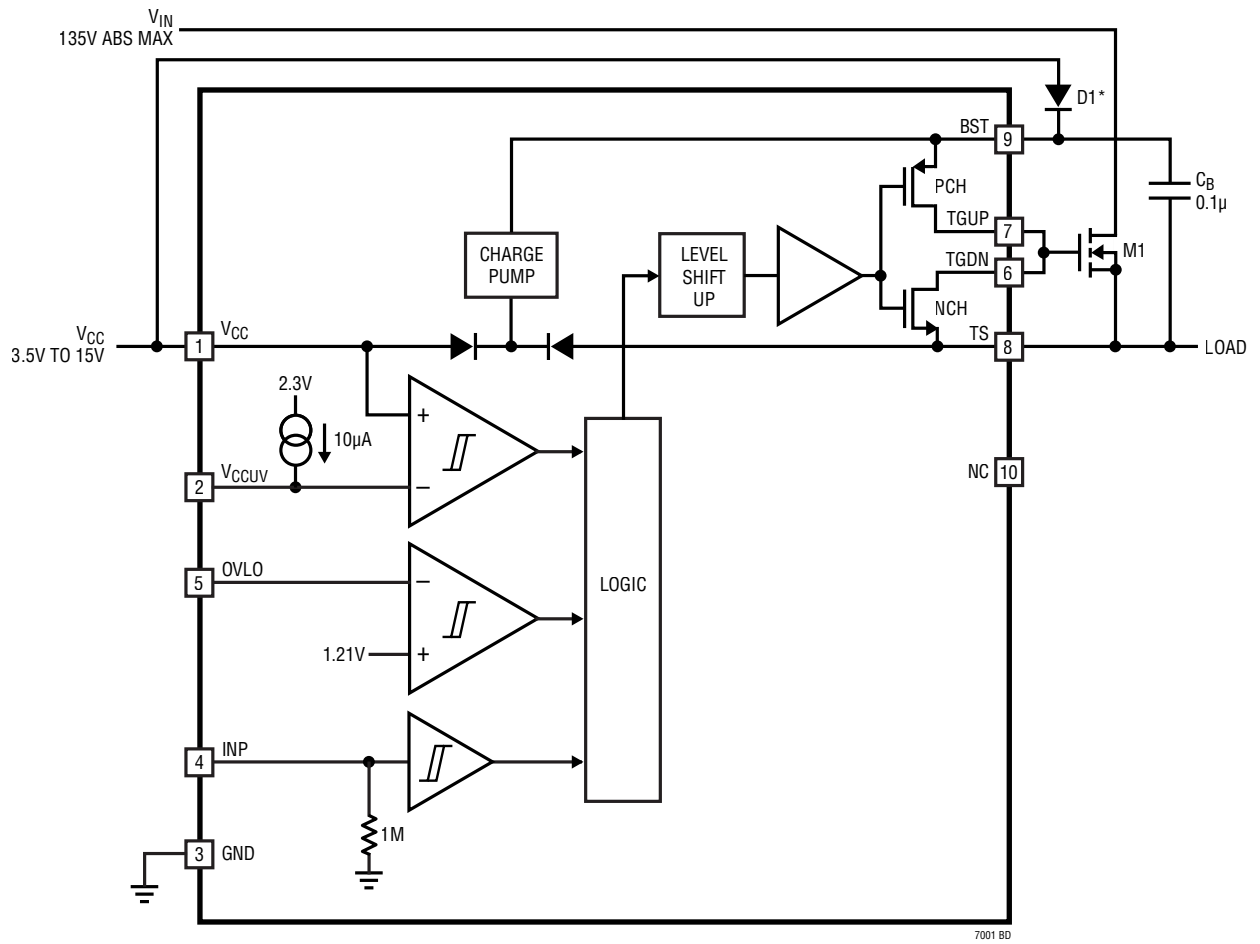 VIN
135V ABS MAX
D1*
BST
9
CB
0.1µ
PCH
TGUP
7
TGDN
6
M1
CHARGE
PUMP
LEVEL
SHIFT
UP
NCH
TS
8
LOAD
VCC
3.5V TO 15V
1
VCC
2.3V
10µA
+
2
VCCUV
−
NC
10
5
OVLO
−
LOGIC
1.21V
+
4
INP
1M
3
GND
7001 BD